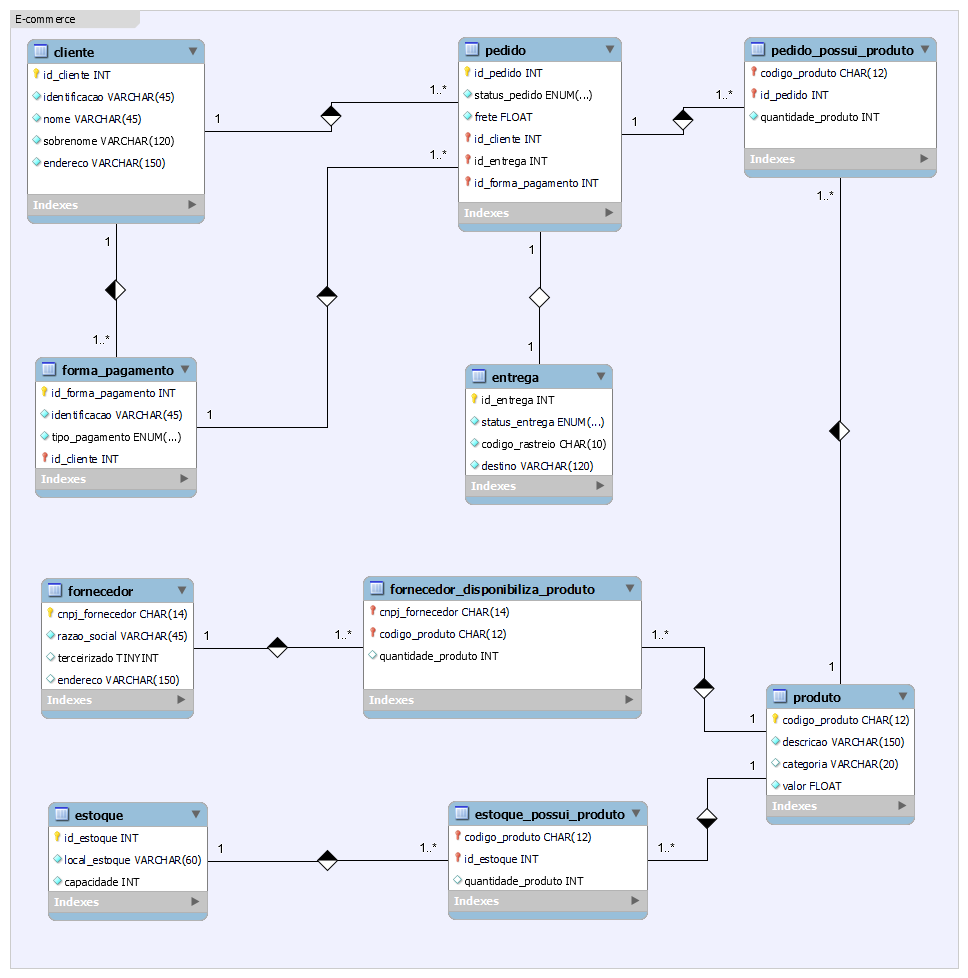 E-commerce
cliente
id_cliente INT
identificacao VARCHAR(45)
nome VARCHAR(45)
sobrenome VARCHAR(120)
endereco VARCHAR(150)
Indexes
1
1..*
pedido
id_pedido INT
status_pedido ENUM(...)
frete FLOAT
id_cliente INT
id_entrega INT
id_forma_pagamento INT
Indexes
1
1..*
pedido_possui_produto
codigo_produto CHAR(12)
id_pedido INT
quantidade_produto INT
Indexes
1
1..*
1..*
forma_pagamento
id_forma_pagamento INT
identificacao VARCHAR(45)
tipo_pagamento ENUM(...)
id_cliente INT
Indexes
1
1..*
1
1
entrega
id_entrega INT
status_entrega ENUM(...)
codigo_rastreio CHAR(10)
destino VARCHAR(120)
Indexes
1..*
1
fornecedor
cnpj_fornecedor CHAR(14)
razao_social VARCHAR(45)
terceirizado TINYINT
endereco VARCHAR(150)
Indexes
1
1..*
fornecedor_disponibiliza_produto
cnpj_fornecedor CHAR(14)
codigo_produto CHAR(12)
quantidade_produto INT
Indexes
1..*
1
produto
codigo_produto CHAR(12)
descricao VARCHAR(150)
categoria VARCHAR(20)
valor FLOAT
Indexes
1
estoque
id_estoque INT
local_estoque VARCHAR(60)
capacidade INT
Indexes
1
1..*
estoque_possui_produto
codigo_produto CHAR(12)
id_estoque INT
quantidade_produto INT
Indexes
1..*